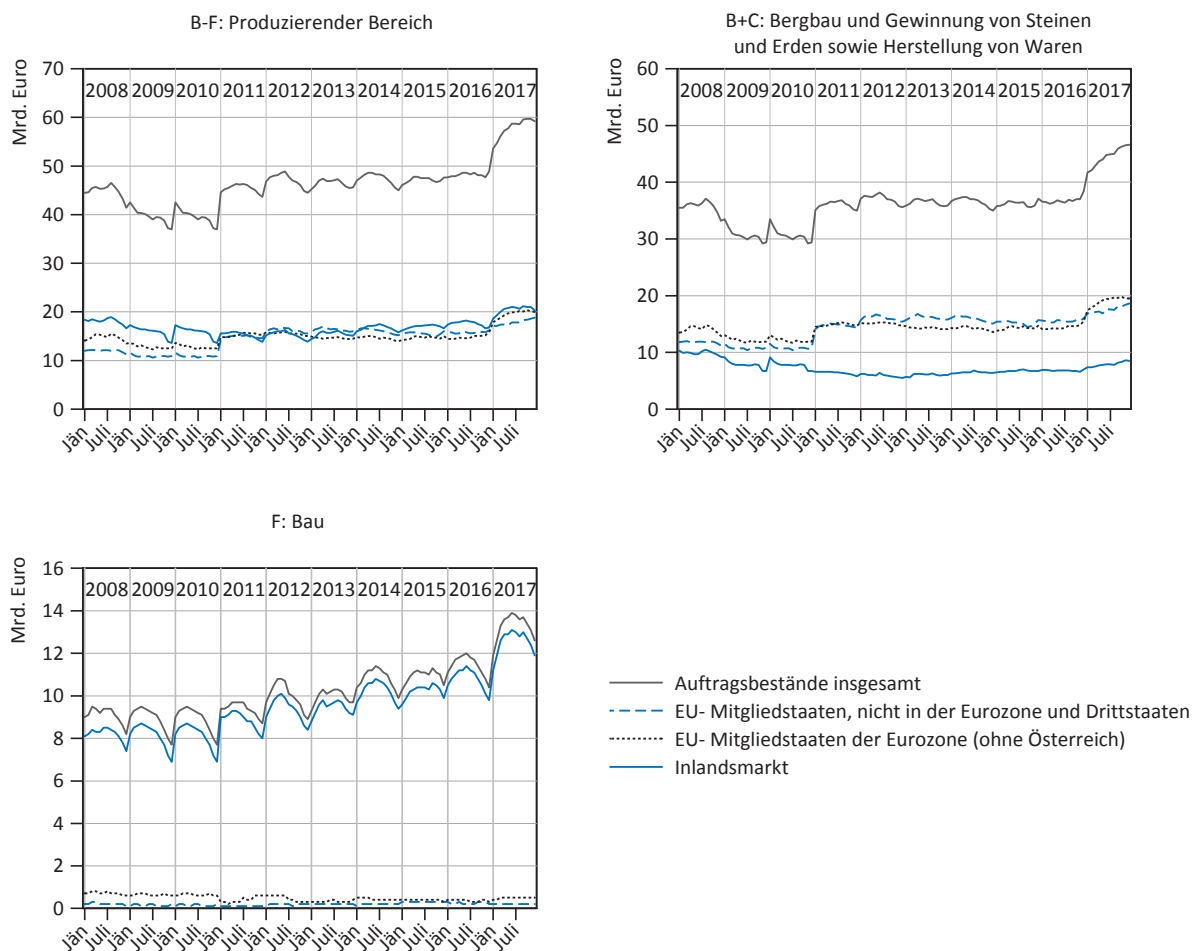 B-F: Produzierender Bereich
Mrd. Euro
70
60
50
40
30
20
10
0
2008 2009 2010 2011 2012 2013 2014 2015 2016 2017
Jän Juli Jän Juli Jän Juli Jän Juli Jän Juli Jän Juli Jän Juli Jän Juli Jän Juli Jän Juli
B+C: Bergbau und Gewinnung von Steinen
und Erden sowie Herstellung von Waren
Mrd. Euro
60
50
40
30
20
10
0
2008 2009 2010 2011 2012 2013 2014 2015 2016 2017
Jän Juli Jän Juli Jän Juli Jän Juli Jän Juli Jän Juli Jän Juli Jän Juli Jän Juli Jän Juli
F: Bau
Mrd. Euro
16
14
12
10
8
6
4
2
0
2008 2009 2010 2011 2012 2013 2014 2015 2016 2017
Jän Juli Jän Juli Jän Juli Jän Juli Jän Juli Jän Juli Jän Juli Jän Juli Jän Juli Jän Juli
Auftragsbestände insgesamt
EU- Mitgliedstaaten, nicht in der Eurozone und Drittstaaten
EU- Mitgliedstaaten der Eurozone (ohne Österreich)
Inlandsmarkt